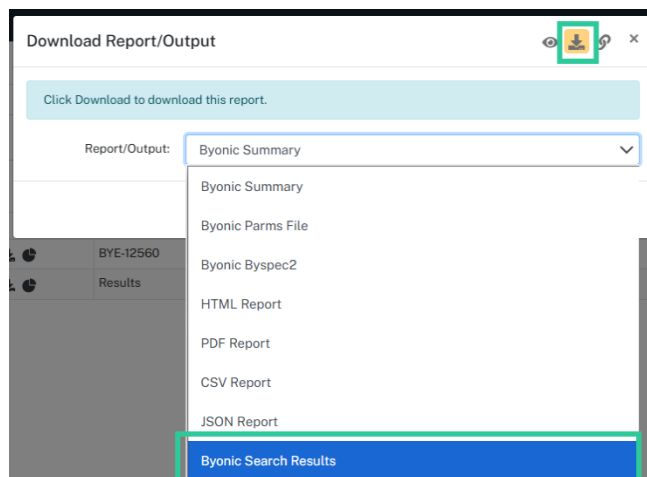 Download Report/Output
×
Click Download to download this report.
Report/Output:
Byonic Summary
Byonic Summary
Byonic Parms File
BYE-12560
Byonic Byspec2
Results
HTML Report
PDF Report
CSV Report
JSON Report
Byonic Search Results